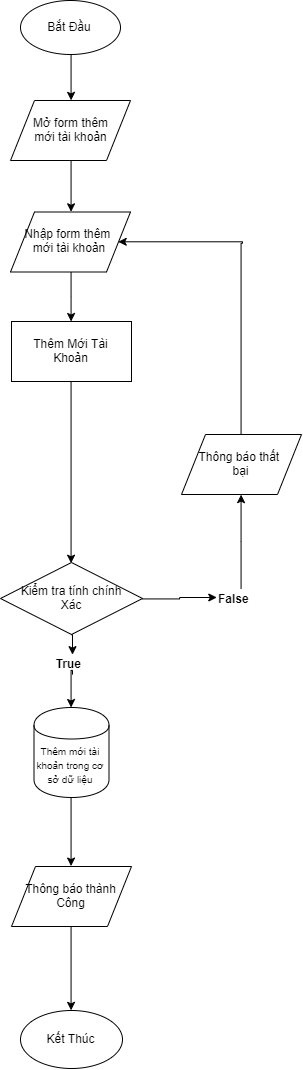 Bắt Đầu
Mở form thêm
mới tài khoản
Nhập form thêm
mới tài khoản
Thêm Mới Tài
Khoản
Thông báo thất
bại
Kiểm tra tính chính
Xác
False
True
Thêm mới tài
khoản trong cơ
sở dữ liệu
Thông báo thành
Công
Kết Thúc